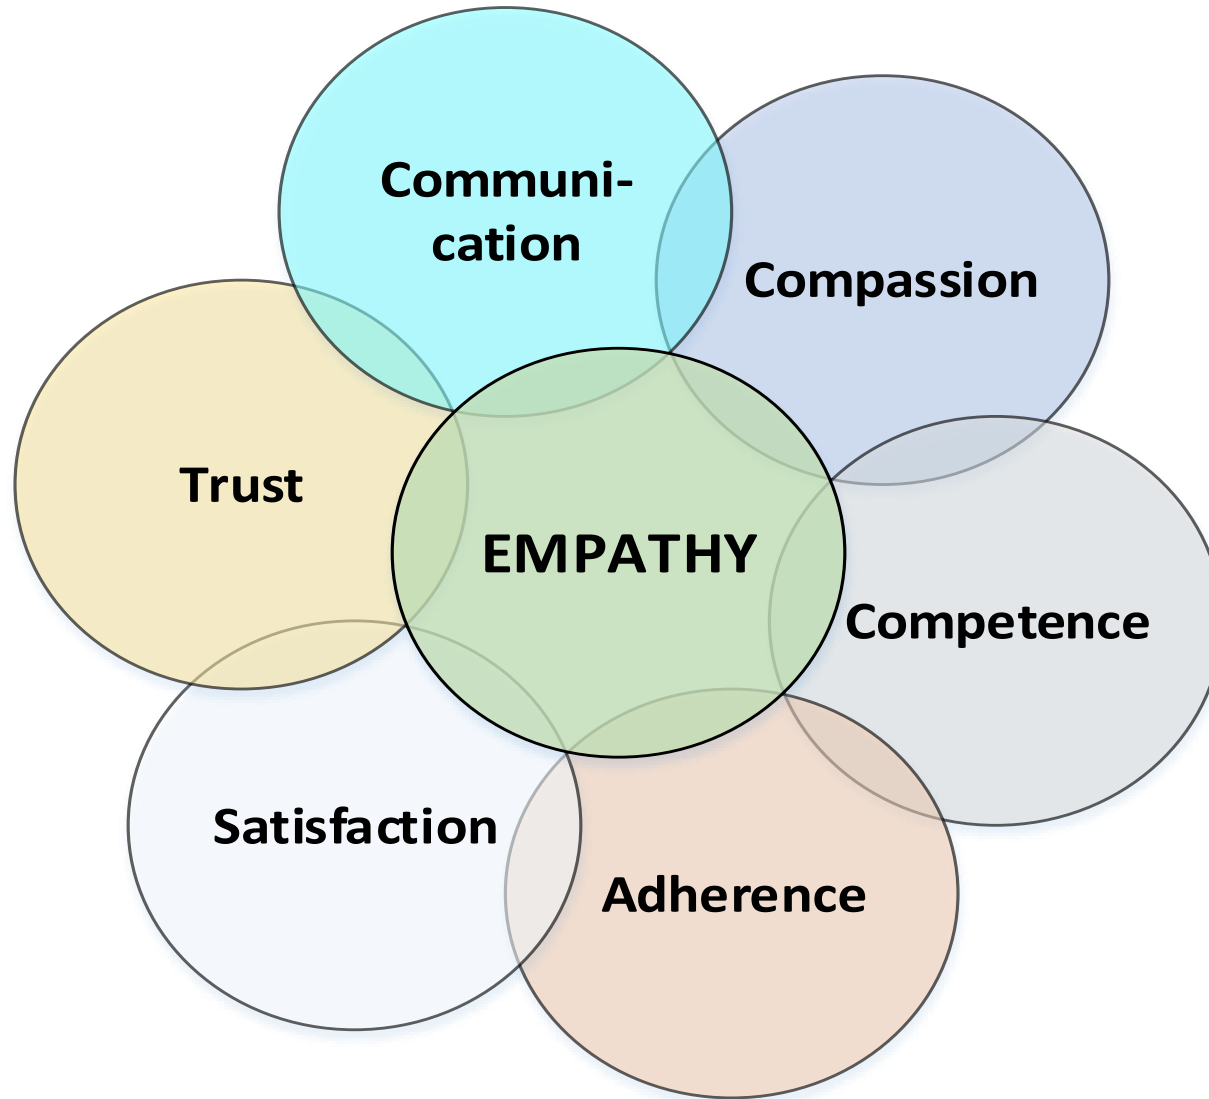 Communi-
cation
Compassion
Trust
EMPATHY
Competence
Satisfaction
Adherence